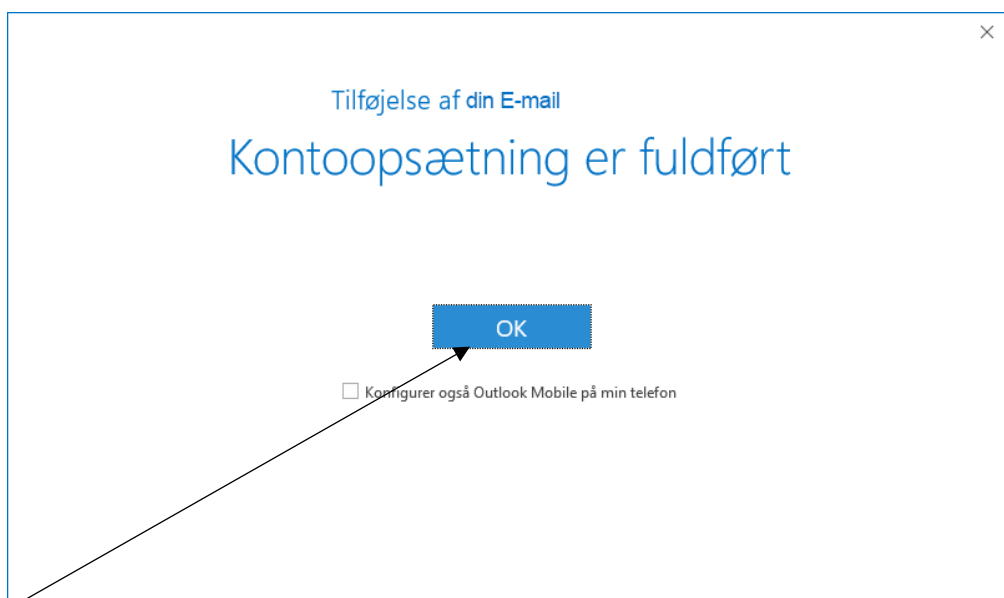 Tilføjelse af din E-mail
Kontoopsætning er fuldført
OK
Konfigurer også Outlook Mobile på min telefon